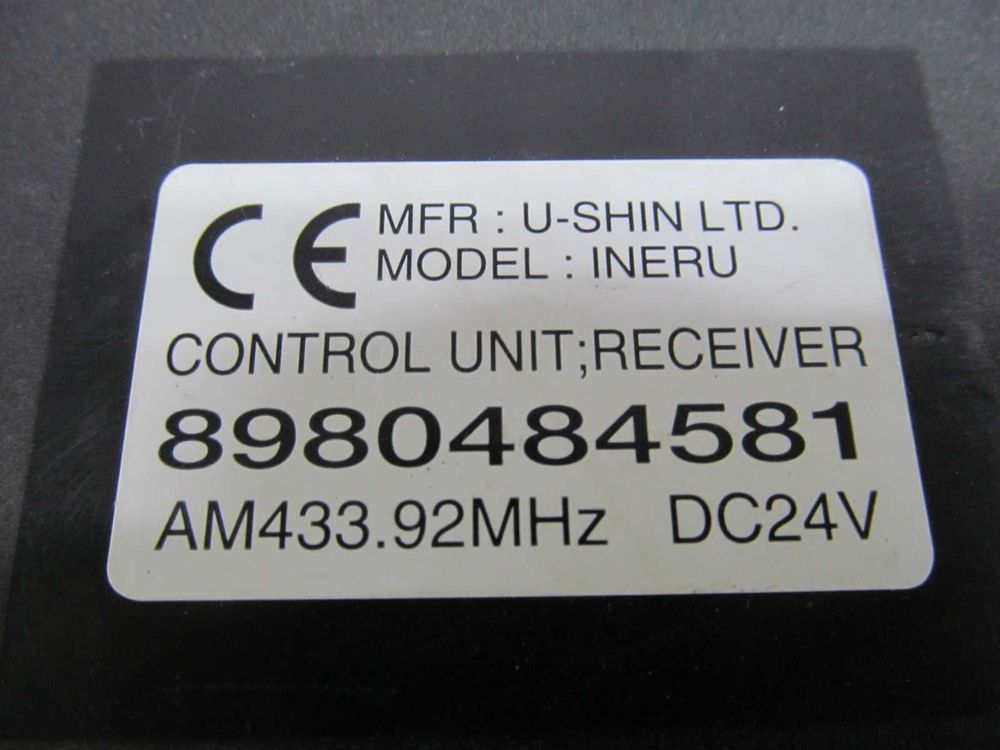 CE MFR : U-SHIN LTD.
MODEL : INERU
CONTROL UNIT;RECEIVER
8980484581
AM433.92MHz DC24V